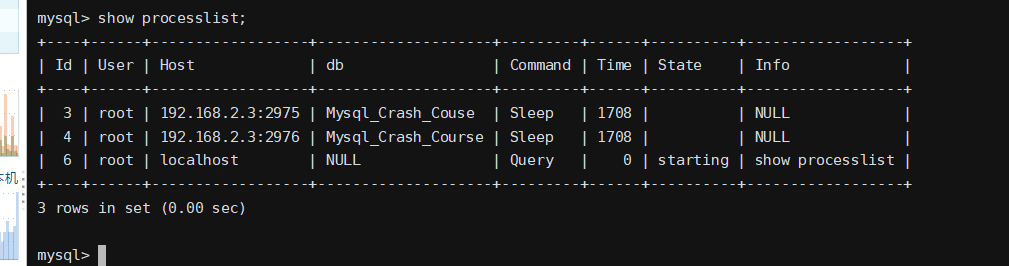 mysql> show processlist;
+----+------+------------------+-------------------+---------+------+----------+------------------+
| Id | User | Host             | db                | Command | Time | State    | Info             |
+----+------+------------------+-------------------+---------+------+----------+------------------+
|  3 | root | 192.168.2.3:2975 | Mysql_Crash_Couse  | Sleep   | 1708 |          | NULL             |
|  4 | root | 192.168.2.3:2976 | Mysql_Crash_Course | Sleep   | 1708 |          | NULL             |
|  6 | root | localhost        | NULL              | Query   |    0 | starting | show processlist |
+----+------+------------------+-------------------+---------+------+----------+------------------+
3 rows in set (0.00 sec)
mysql>
本机